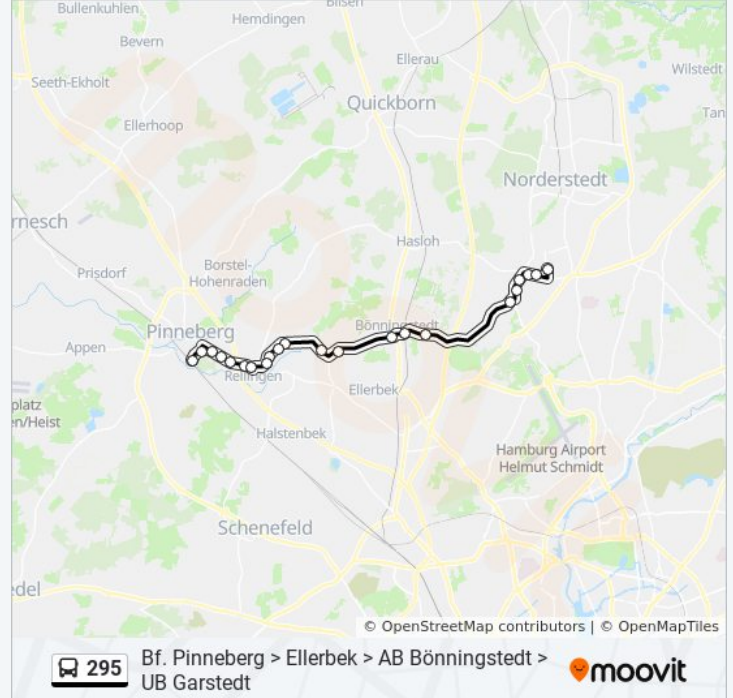 Bullenkuhlen
Bilsen
Hemdingen
Bevern
Ellerau
Seeth-Ekholt
Wilstedt
Quickborn
Tan
Ellerhoop
Norderstedt
rnesch
Hasloh
Prisdorf
Borstel-
Hohenraden
Pinneberg
Bönningstedt
Appen
Rellingen
Ellerbek
platz
en/Heist
Halstenbek
Hamburg Airport
Helmut Schmidt
Schenefeld
edel
© OpenStreetMap contributors | © OpenMapTiles
295
Bf. Pinneberg > Ellerbek > AB Bönningstedt >
UB Garstedt
moovit